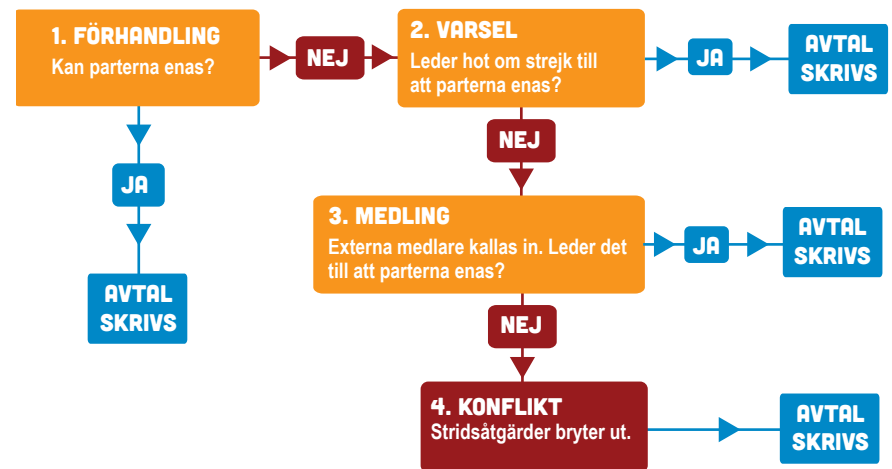 1. FÖRHANDLING
Kan parterna enas?
NEJ
2. VARSEL
Leder hot om strejk till
att parterna enas?
JA
AVTAL
SKRIVS
JA
AVTAL
SKRIVS
NEJ
3. MEDLING
Externa medlare kallas in. Leder det
till att parterna enas?
JA
AVTAL
SKRIVS
NEJ
4. KONFLIKT
Stridsåtgärder bryter ut.
AVTAL
SKRIVS